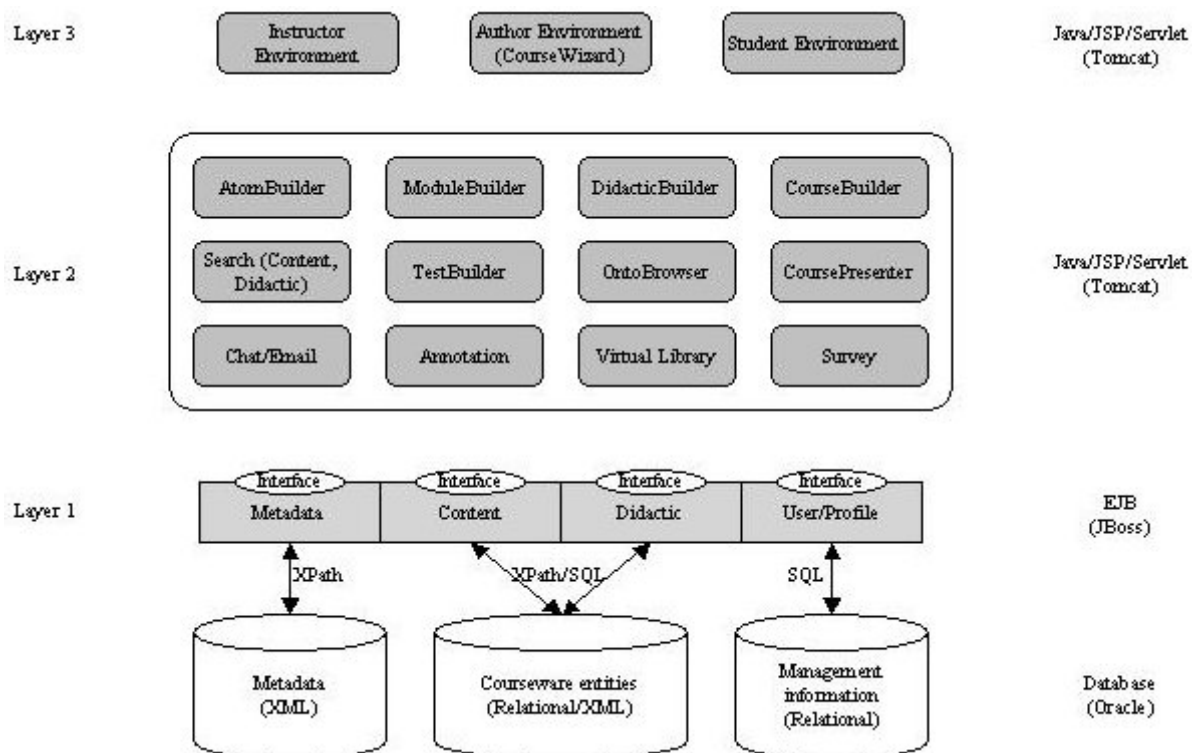 Layer 3
Instructor
Environment
Author Environment
(CourseWizard)
Student Environment
Java/JSP/Servlet
(Tomcat)
AtomBuilder
ModuleBuilder
DidacticBuilder
CourseBuilder
Layer 2
Search (Content,
Didactic)
TestBuilder
OntoBrowser
CoursePresenter
Java/JSP/Servlet
(Tomcat)
Chat/Email
Annotation
Virtual Library
Survey
Layer 1
Interface
Interface
Interface
Interface
Metadata
Content
Didactic
User/Profile
EJB
(JBoss)
XPath
XPath/SQL
SQL
Metadata
(XML)
Courseware entities
(Relational/XML)
Management
information
(Relational)
Database
(Oracle)